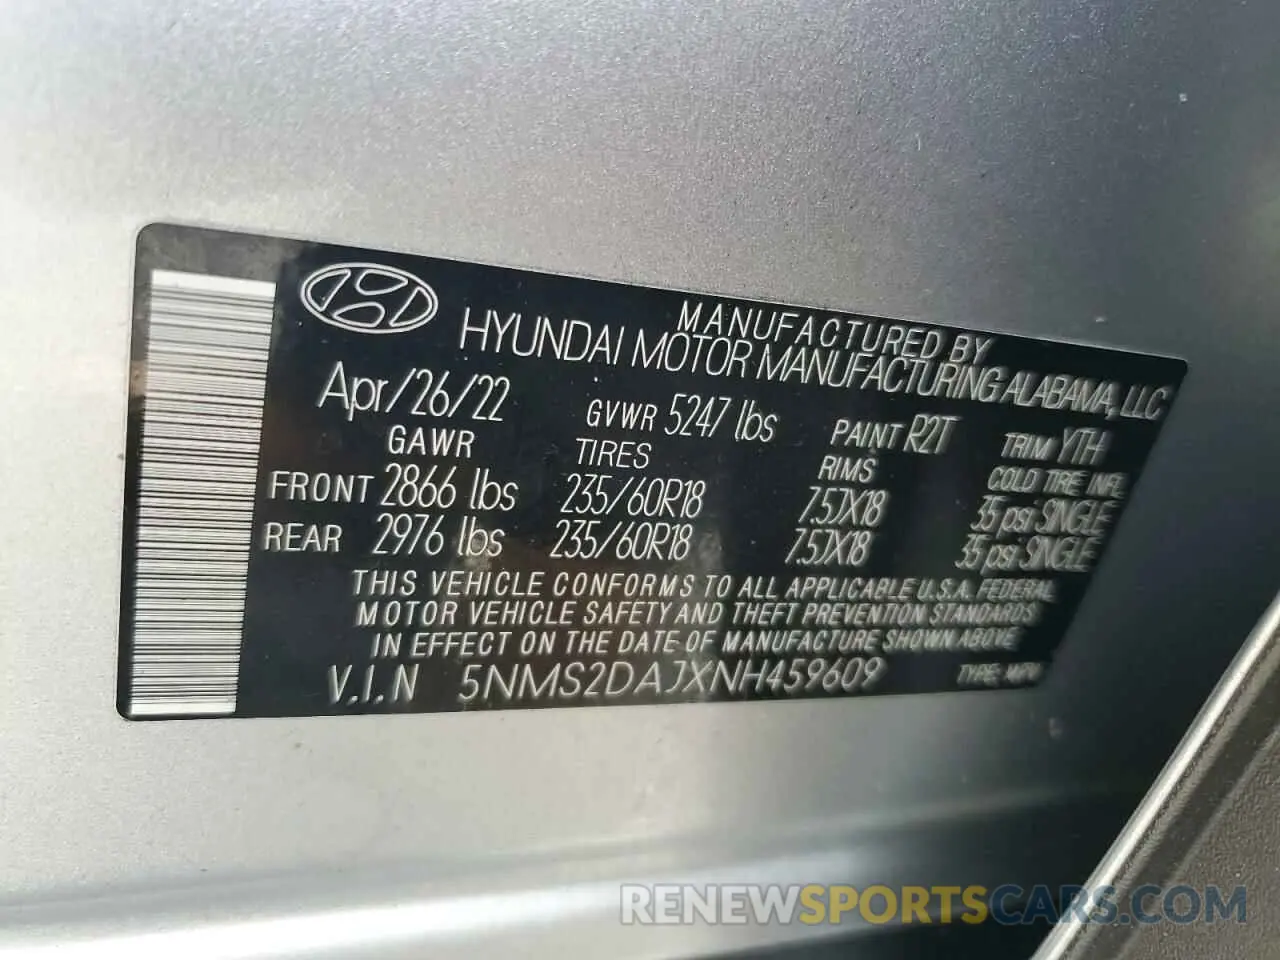 MANUFACTURED BY
HYUNDAI MOTOR MANUFACTURING ALABAMA, LLC
Apr/26/22 GVWR 5247 lbs PAINT R2T TRIM YTH
GAWR TIRES RIMS COLD TIRE INFL
FRONT 2866 lbs 235/60R18 7.5JX18 35 psi SINGLE
REAR 2976 lbs 235/60R18 7.5JX18 35 psi SINGLE
THIS VEHICLE CONFORMS TO ALL APPLICABLE U.S.A. FEDERAL
MOTOR VEHICLE SAFETY AND THEFT PREVENTION STANDARDS
IN EFFECT ON THE DATE OF MANUFACTURE SHOWN ABOVE
V.I.N 5NMS2DAJXNH459609 TYPE: MPV
RENEWSPORTSCARS.COM